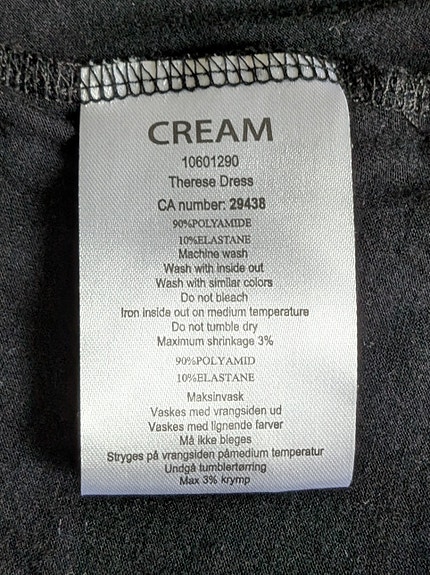 CREAM
10601290
Therese Dress
CA number: 29438
90%POLYAMIDE
10%ELASTANE
Machine wash
Wash with inside out
Wash with similar colors
Do not bleach
Iron inside out on medium temperature
Do not tumble dry
Maximum shrinkage 3%
90%POLYAMID
10%ELASTANE
Maksinvask
Vaskes med vrangsiden ud
Vaskes med lignende farver
Må ikke bleges
Stryges på vrangsiden påmedium temperatur
Undgå tumblertørring
Max 3% krymp